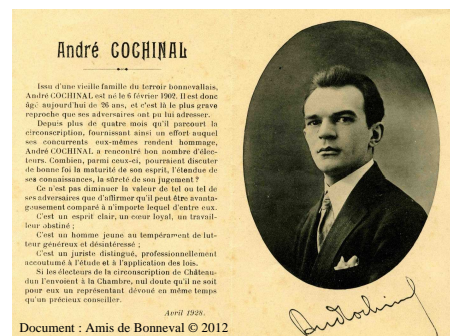 André COCHINAL
Issu d'une vieille famille du terroir bonnevallais,
André COCHINAL est né le 6 février 1902. Il est donc
âgé aujourd'hui de 26 ans, et c'est là le plus grave
reproche que ses adversaires ont pu lui adresser.
Depuis plus de quatre mois qu'il parcourt la
circonscription, fournissant ainsi un effort auquel
ses concurrents eux-mêmes rendent hommage,
André COCHINAL a rencontré bon nombre d'élec-
teurs. Combien, parmi ceux-ci, pourraient discuter
de bonne foi la maturité de son esprit, l'étendue de
ses connaissances, la sûreté de son jugement ?
Ce n'est pas diminuer la valeur de tel ou tel de
ses adversaires que d'affirmer qu'il peut être avanta-
geusement comparé à n'importe lequel d'entre eux.
C'est un esprit clair, un cœur loyal, un travail-
leur obstiné ;
C'est un homme jeune au tempérament de lut-
teur généreux et désintéressé ;
C'est un juriste distingué, professionnellement
accoutumé à l'étude et à l'application des lois.
Si les électeurs de la circonscription de Château-
dun l'envoient à la Chambre, nul doute qu'il ne soit
pour eux un représentant dévoué en même temps
qu'un précieux conseiller.
Avril 1928.
Document : Amis de Bonneval © 2012